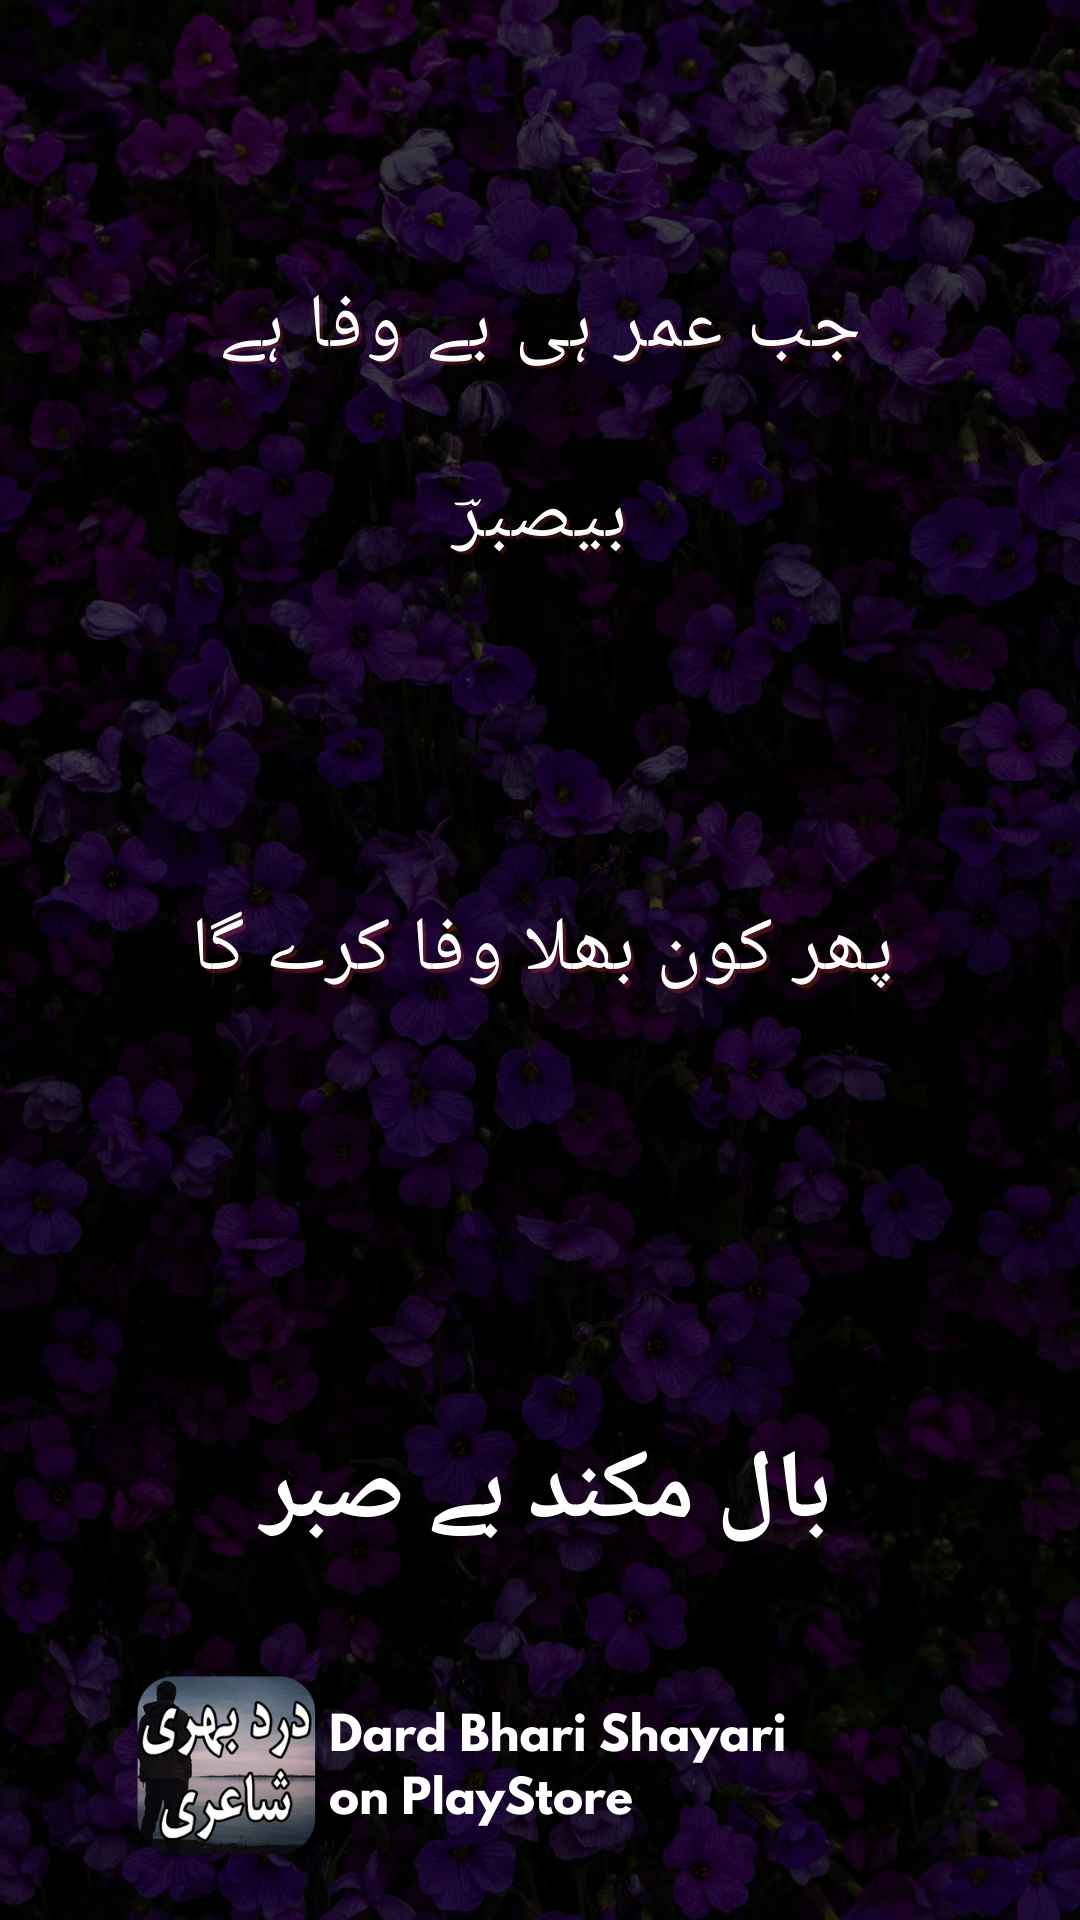 جب عمر ہی بے وفا ہے
بیصبرؔ
پھر کون بھلا وفا کرے گا
بال مکند بے صبر
درد بھری
شاعری
Dard Bhari Shayari
on PlayStore